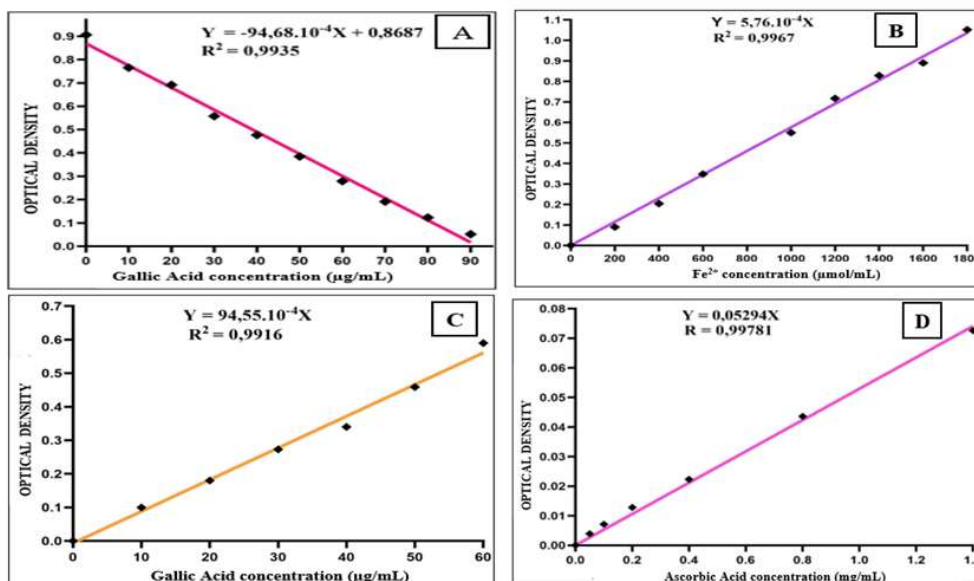 Y = -94,68.10⁻⁴X + 0,8687
R² = 0,9935
A
0.9
0.8
0.7
0.6
0.5
0.4
0.3
0.2
0.1
0.0
OPTICAL DENSITY
0 10 20 30 40 50 60 70 80 90
Gallic Acid concentration (µg/mL)
Y = 5,76.10⁻⁴X
R² = 0,9967
B
1.1
1.0
0.9
0.8
0.7
0.6
0.5
0.4
0.3
0.2
0.1
0.0
OPTICAL DENSITY
0 200 400 600 800 1000 1200 1400 1600 180
Fe²⁺ concentration (µmol/mL)
Y = 94,55.10⁻⁴X
R² = 0,9916
C
0.7
0.6
0.5
0.4
0.3
0.2
0.1
0.0
OPTICAL DENSITY
0 10 20 30 40 50 60
Gallic Acid concentration (µg/mL)
Y = 0,05294X
R = 0,99781
D
0.08
0.07
0.06
0.05
0.04
0.03
0.02
0.01
0.00
OPTICAL DENSITY
0.0 0.2 0.4 0.6 0.8 1.0 1.2
Ascorbic Acid concentration (mg/mL)